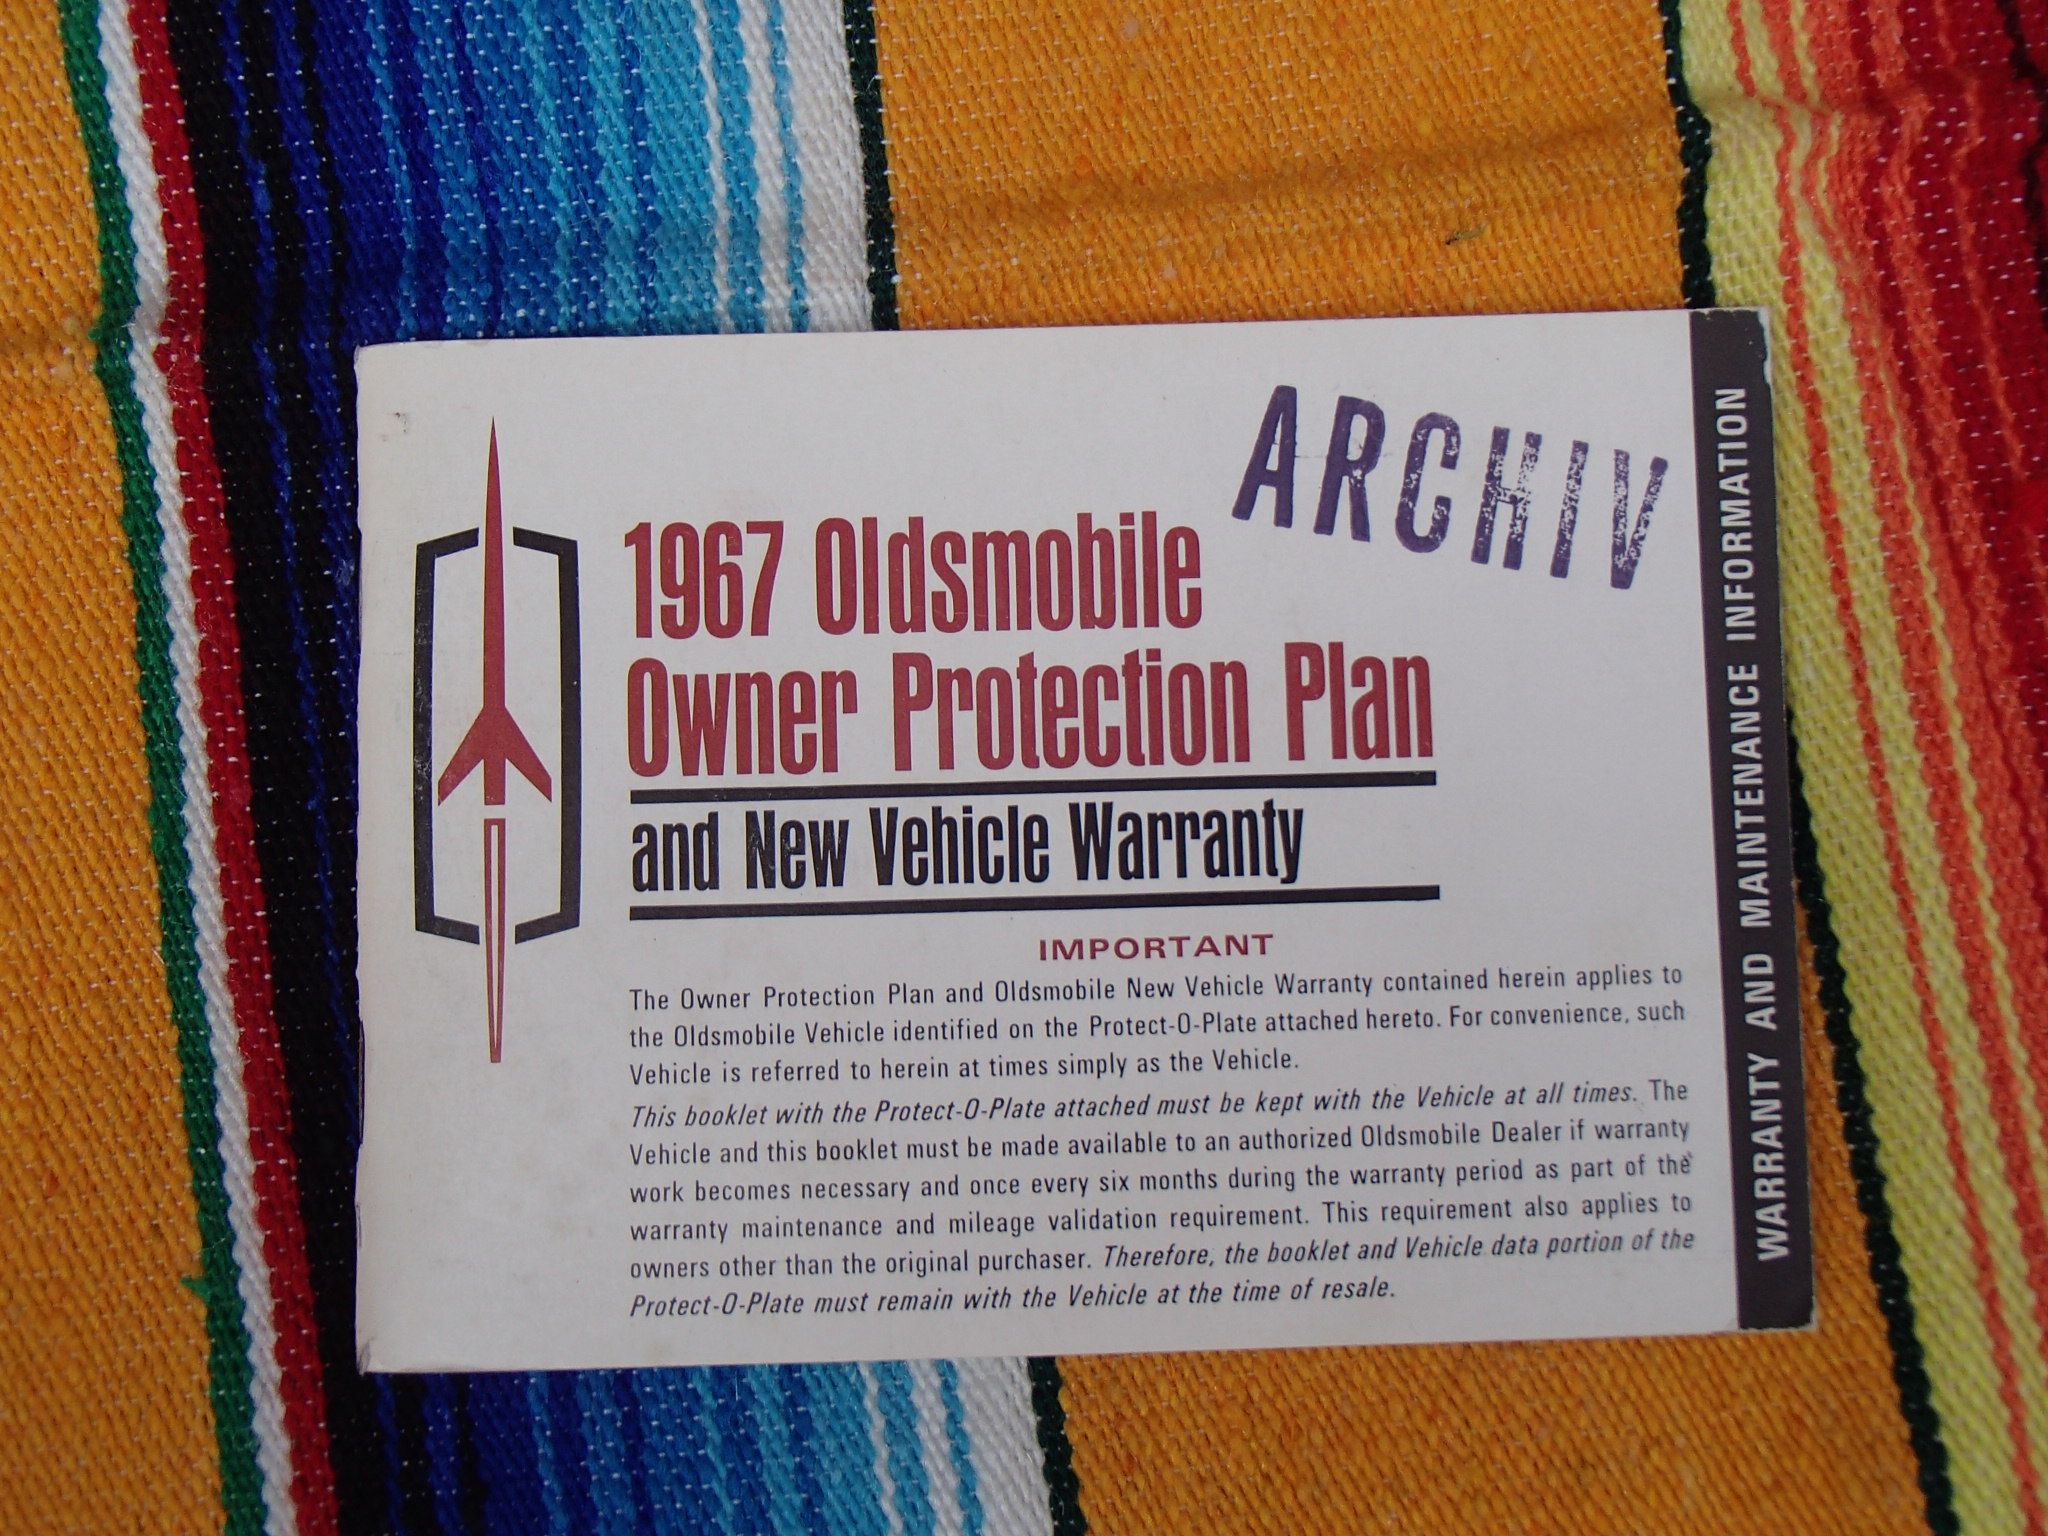 ARCHIV
1967 Oldsmobile
Owner Protection Plan
and New Vehicle Warranty
IMPORTANT
The Owner Protection Plan and Oldsmobile New Vehicle Warranty contained herein applies to
the Oldsmobile Vehicle identified on the Protect-O-Plate attached hereto. For convenience, such
Vehicle is referred to herein at times simply as the Vehicle.
This booklet with the Protect-O-Plate attached must be kept with the Vehicle at all times. The
Vehicle and this booklet must be made available to an authorized Oldsmobile Dealer if warranty
work becomes necessary and once every six months during the warranty period as part of the
warranty maintenance and mileage validation requirement. This requirement also applies to
owners other than the original purchaser. Therefore, the booklet and Vehicle data portion of the
Protect-O-Plate must remain with the Vehicle at the time of resale.
WARRANTY AND MAINTENANCE INFORMATION